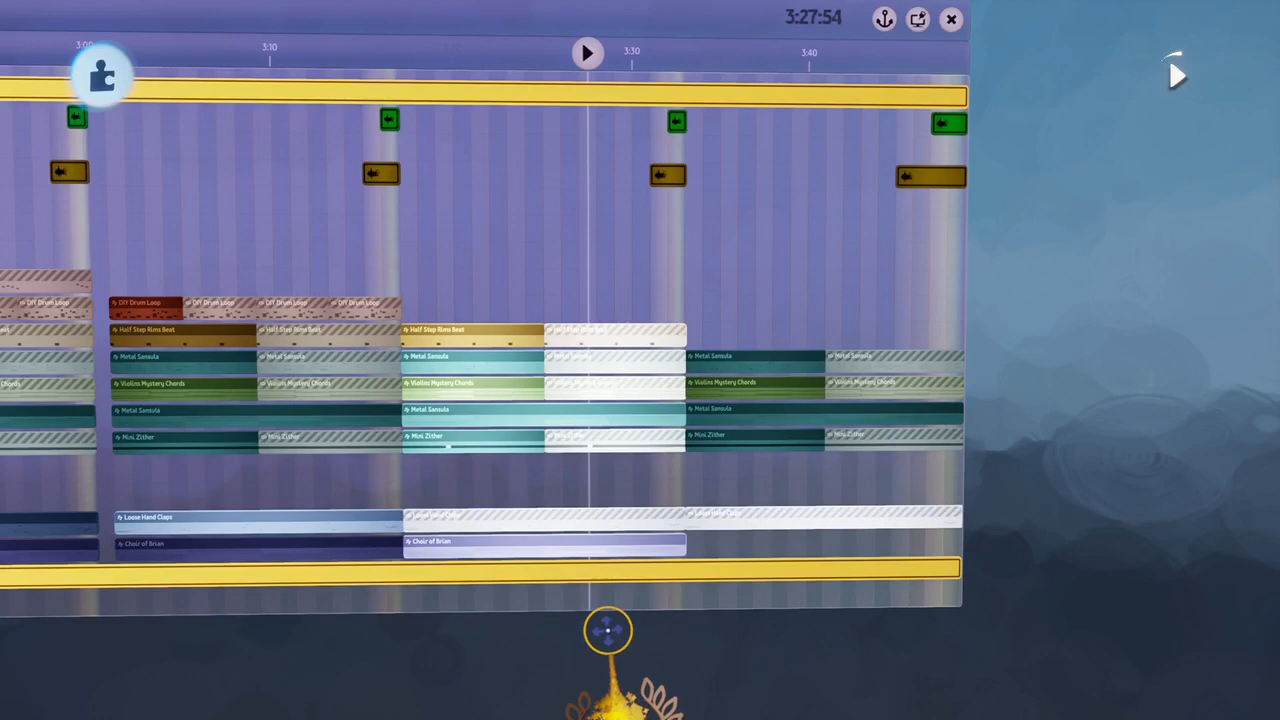 3:27:54
3:00
3:10
3:30
3:40
DIY Drum Loop
DIY Drum Loop
DIY Drum Loop
DIY Drum Loop
DIY Drum Loop
Half Step Rims Beat
Half Step Rims Beat
Half Step Rims Beat
Metal Sansula
Metal Sansula
Metal Sansula
Metal Sansula
Metal Sansula
Chords
Violins Mystery Chords
Violins Mystery Chords
Violins Mystery Chords
Violins Mystery Chords
Violins Mystery Chords
Metal Sansula
Metal Sansula
Metal Sansula
Mini Zither
Mini Zither
Mini Zither
Mini Zither
Mini Zither
Loose Hand Claps
Choir of Brian
Choir of Brian